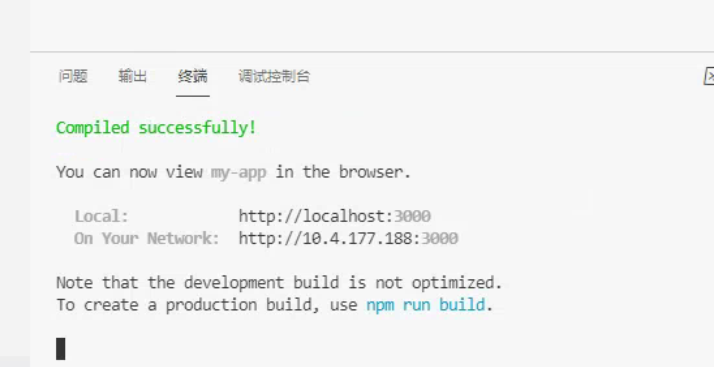 问题 输出 终端 调试控制台
Compiled successfully!
You can now view my-app in the browser.
Local: http://localhost:3000
On Your Network: http://10.4.177.188:3000
Note that the development build is not optimized.
To create a production build, use npm run build.